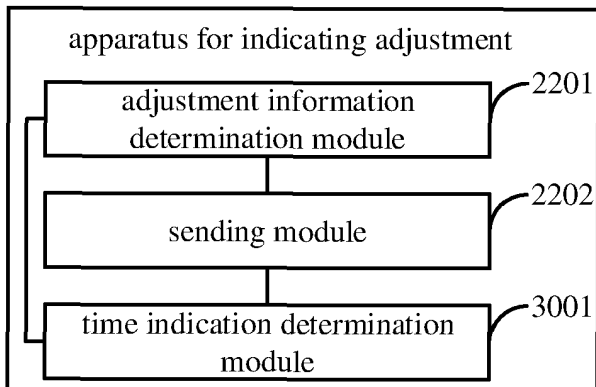 apparatus for indicating adjustment
adjustment information
determination module
2201
sending module
2202
time indication determination
module
3001